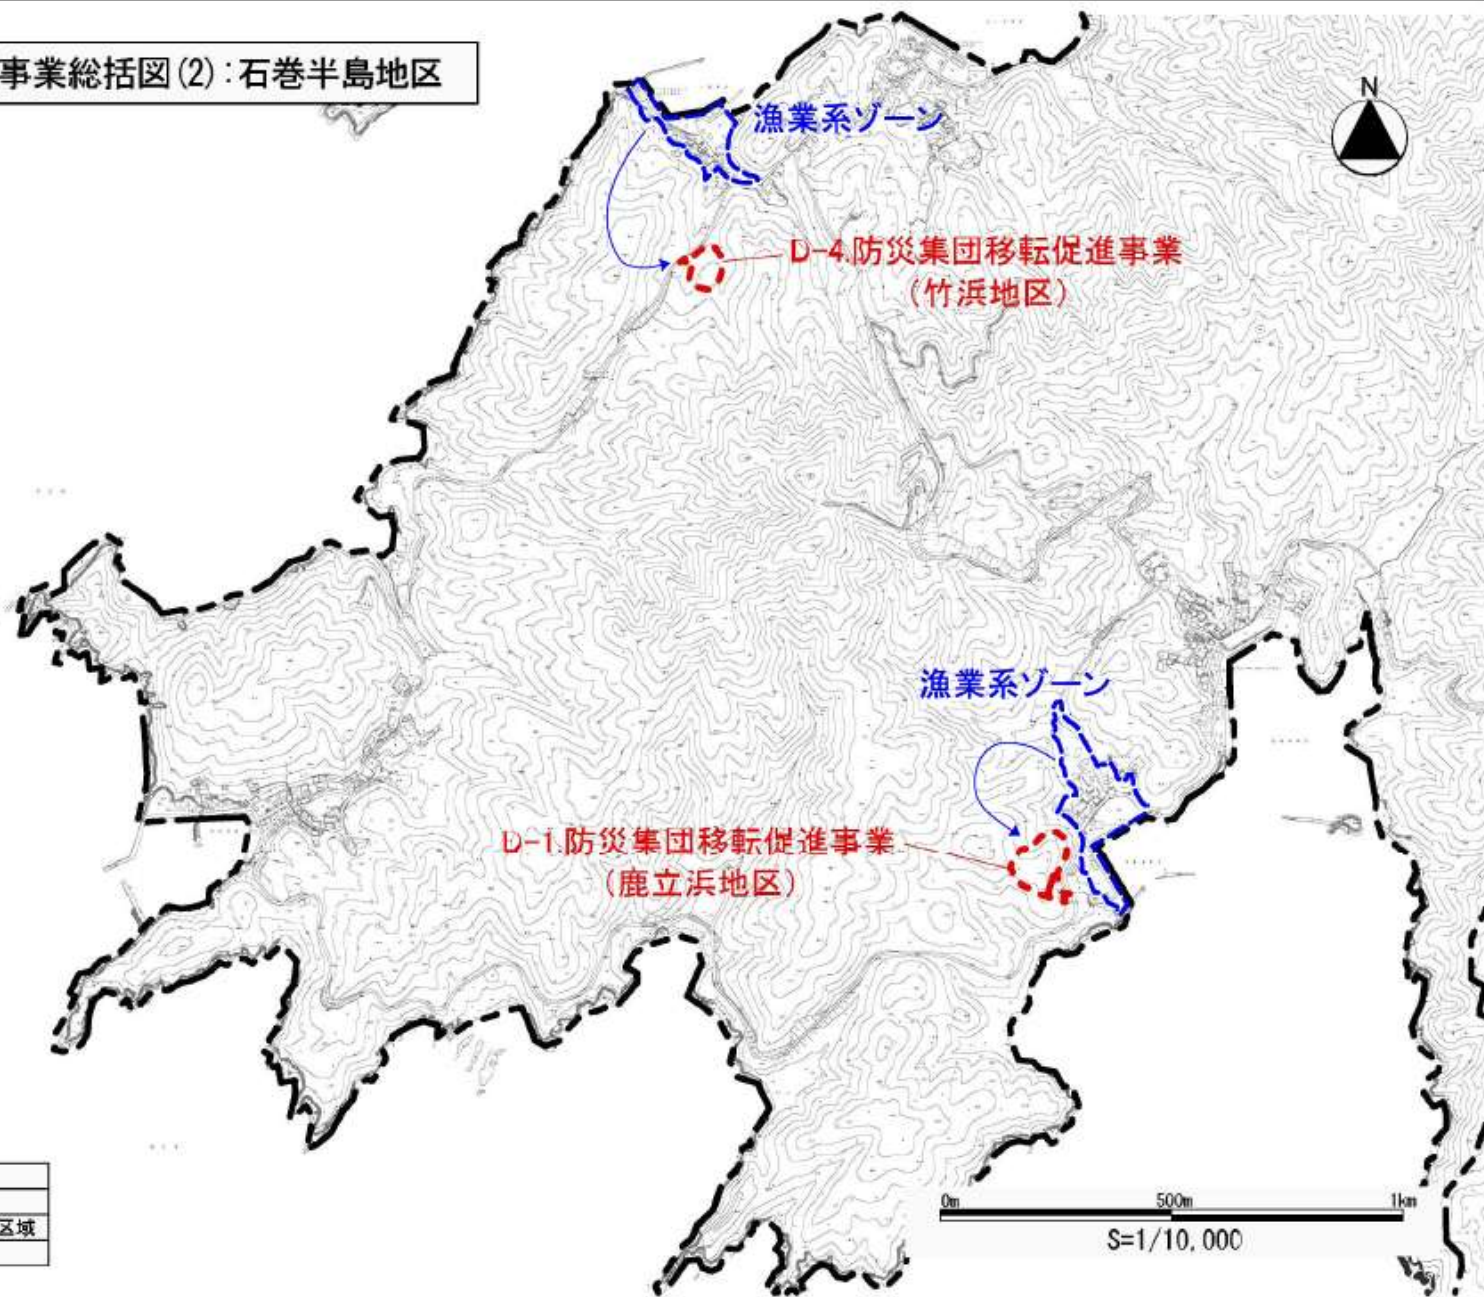 事業総括図(2):石巻半島地区
N
漁業系ゾーン
D-4.防災集団移転促進事業
(竹浜地区)
漁業系ゾーン
D-1.防災集団移転促進事業
(鹿立浜地区)
区域
0m 500m 1km
S=1/10,000